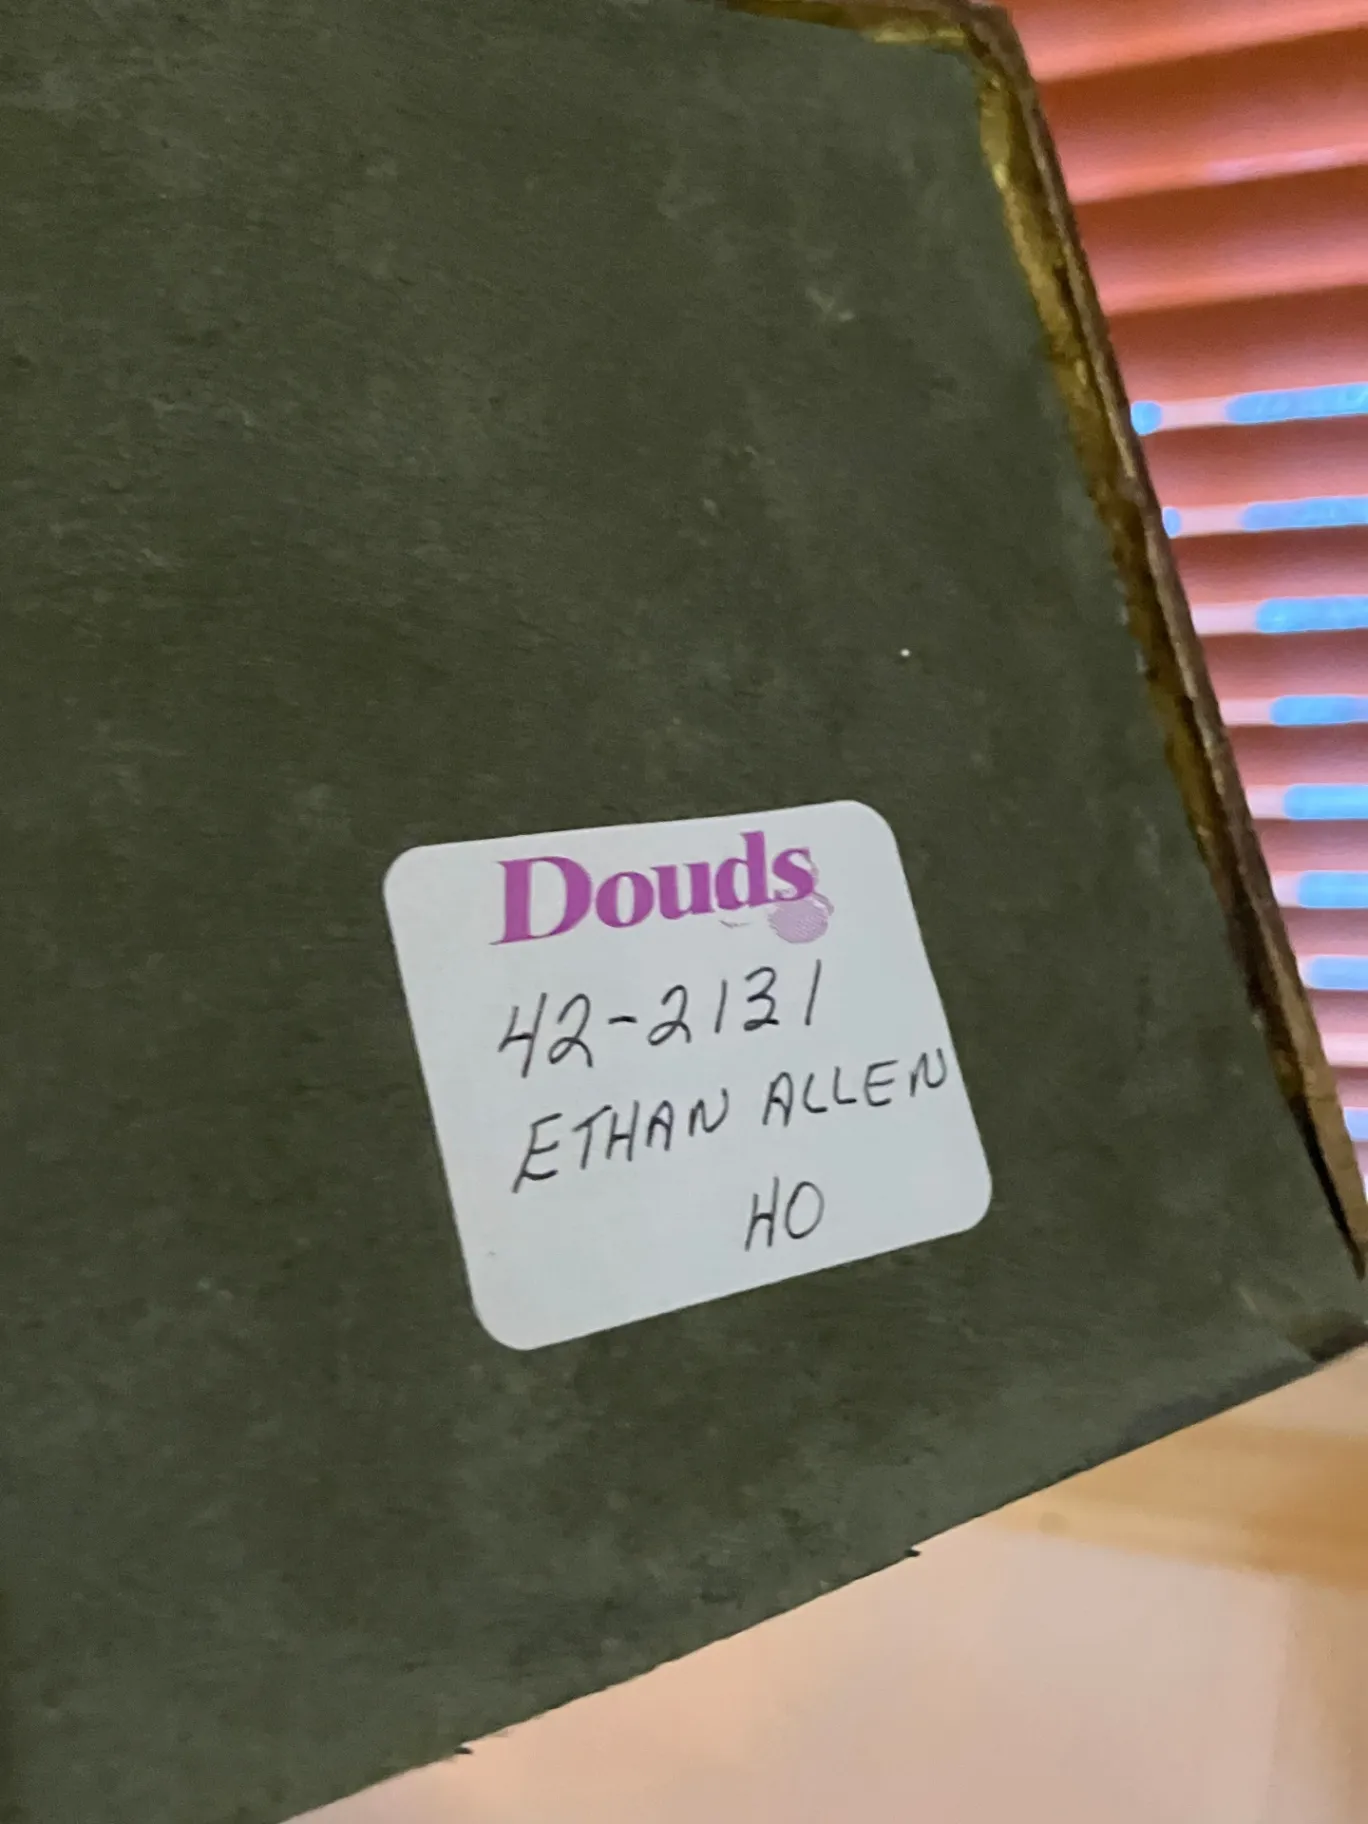 Douds
42-2131
ETHAN ALLEN
HO